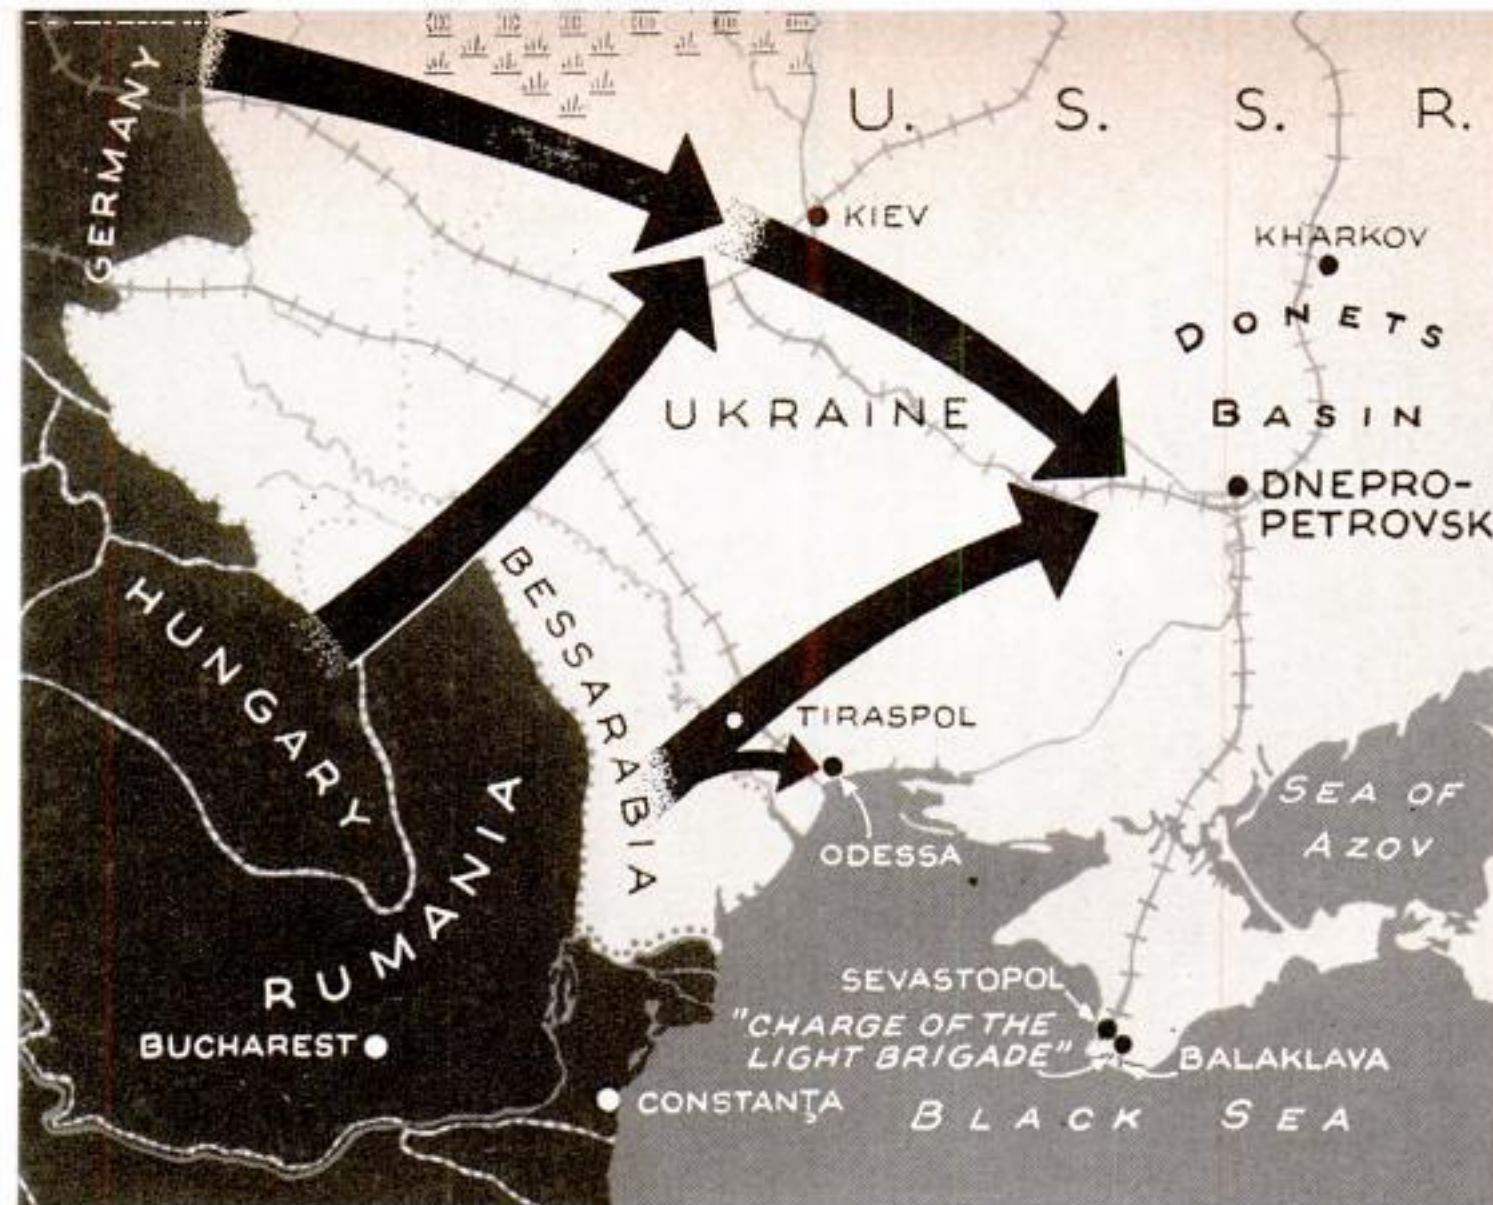 GERMANY
U. S. S. R.
KIEV
KHARKOV
DONETS
BASIN
UKRAINE
DNEPRO-
PETROVSK
HUNGARY
BESSARABIA
TIRASPOL
RUMANIA
ODESSA
SEA OF
AZOV
SEVASTOPOL
"CHARGE OF THE
LIGHT BRIGADE"
BALAKLAVA
BUCHAREST
CONSTANŢA
BLACK SEA